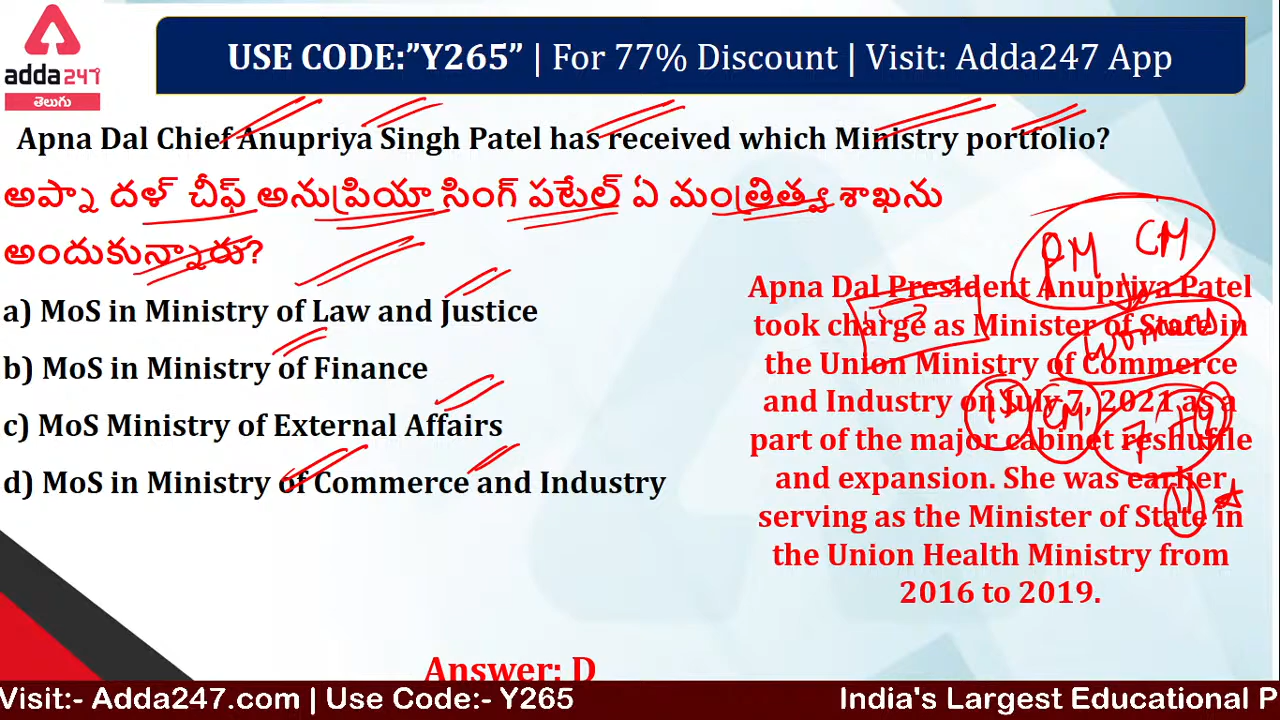 adda247
తెలుగు
USE CODE:"Y265" | For 77% Discount | Visit: Adda247 App
Apna Dal Chief Anupriya Singh Patel has received which Ministry portfolio?
అప్నా దళ్ చీఫ్ అనుప్రియా సింగ్ పటేల్ ఏ మంత్రిత్వ శాఖను
అందుకున్నారు?
a) MoS in Ministry of Law and Justice
b) MoS in Ministry of Finance
c) MoS Ministry of External Affairs
d) MoS in Ministry of Commerce and Industry
PM CM
Apna Dal President Anupriya Patel
took charge as Minister of State in
the Union Ministry of Commerce
and Industry on July 7, 2021 as a
part of the major cabinet reshuffle
and expansion. She was earlier
serving as the Minister of State in
the Union Health Ministry from
2016 to 2019.
CM
Answer: D
Visit:- Adda247.com | Use Code:- Y265
India's Largest Educational P